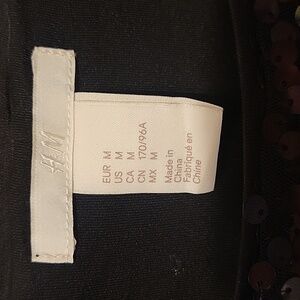 H&M
EUR M
US M
CA M
CN 170/96A
MX M
Made in
China
Fabriqué en
Chine